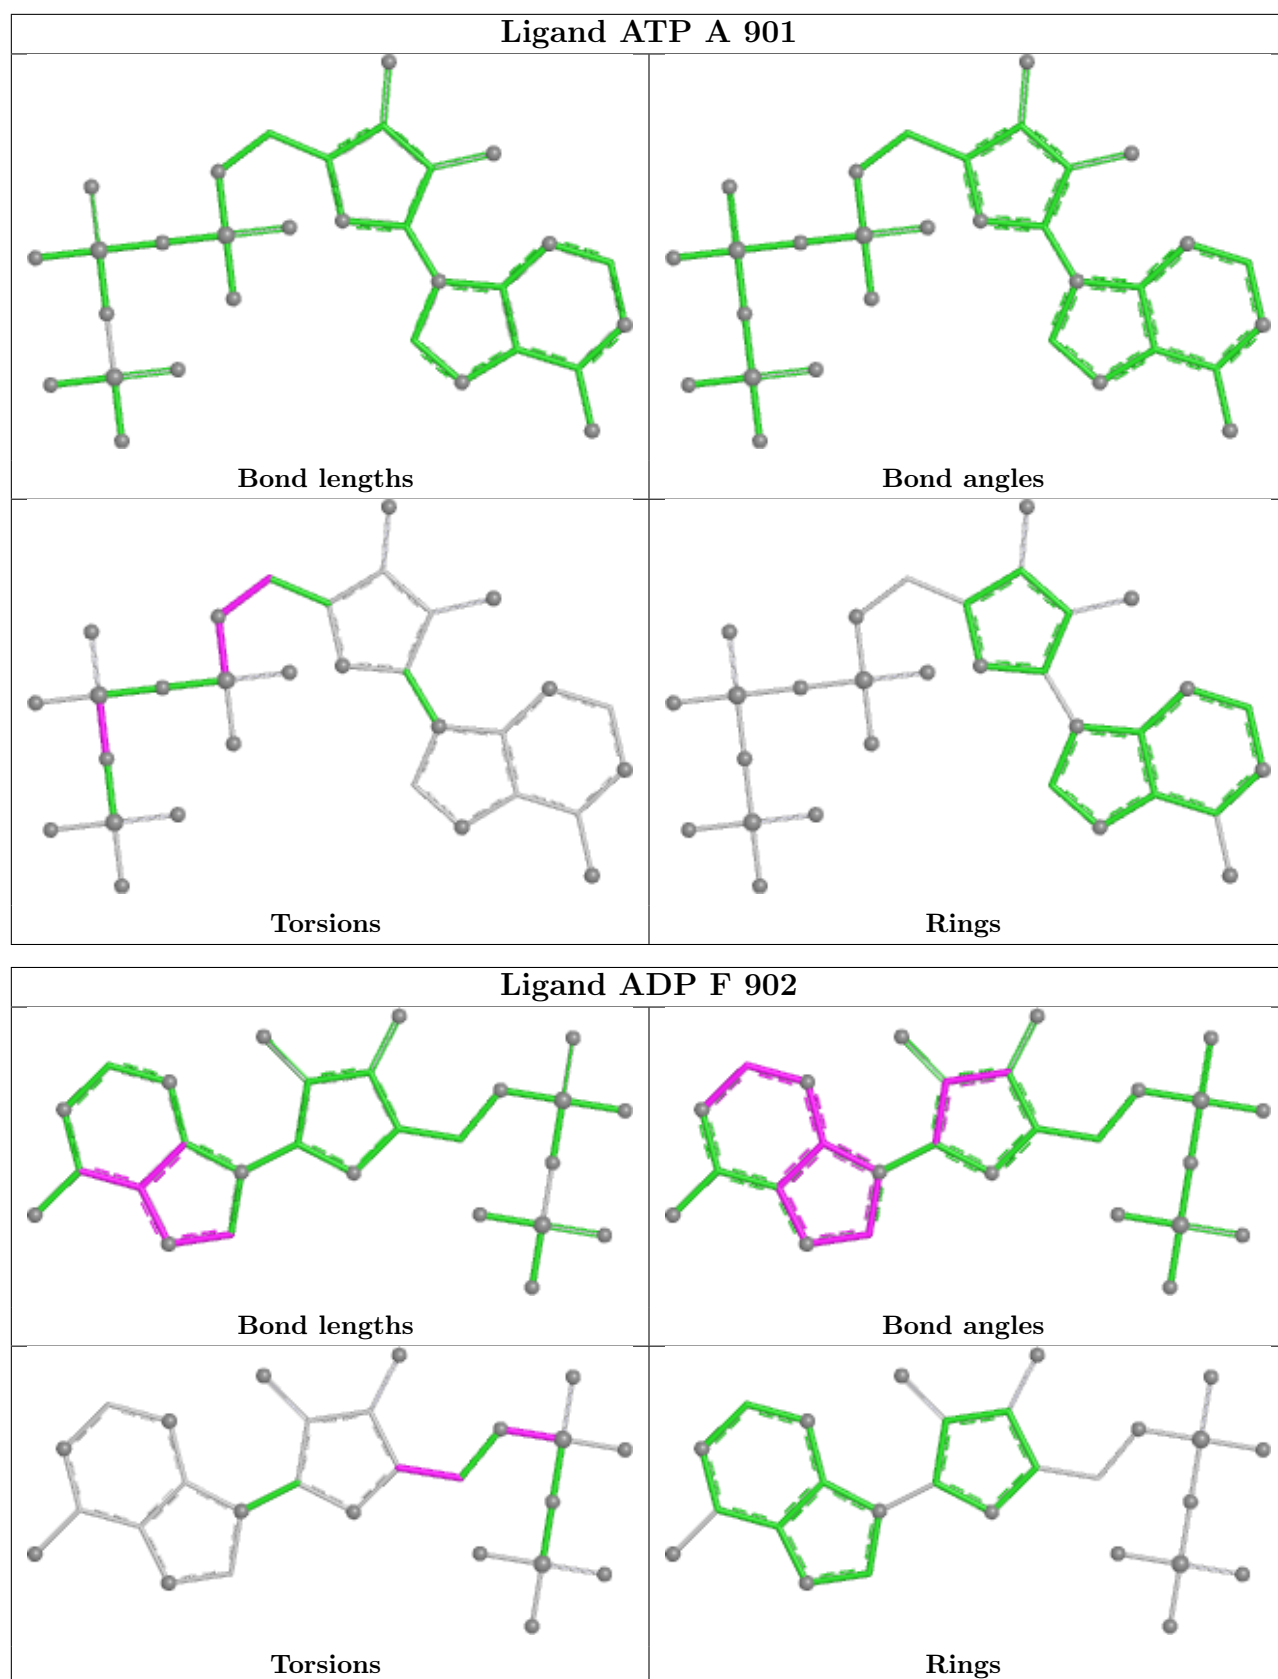 Ligand ATP A 901
Bond lengths
Bond angles
Torsions
Rings
Ligand ADP F 902
Bond lengths
Bond angles
Torsions
Rings